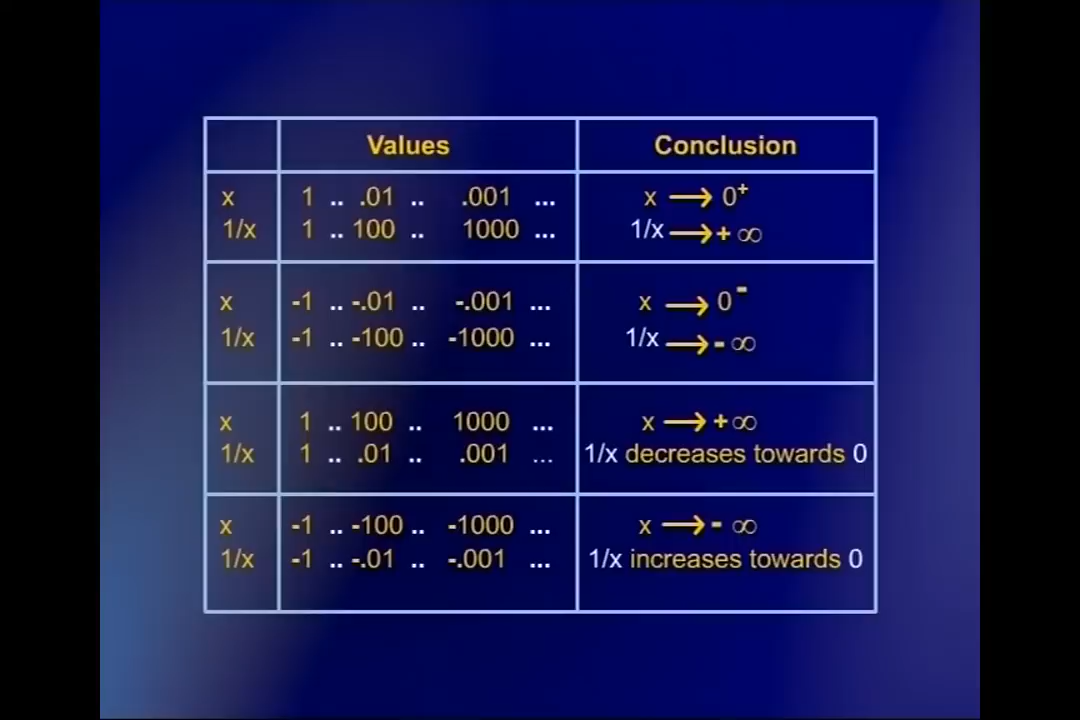 Values Conclusion
x 1 .. .01 .. .001 ... x → 0⁺
1/x 1 .. 100 .. 1000 ... 1/x → + ∞
x -1 .. -.01 .. -.001 ... x → 0⁻
1/x -1 .. -100 .. -1000 ... 1/x → - ∞
x 1 .. 100 .. 1000 ... x → + ∞
1/x 1 .. .01 .. .001 ... 1/x decreases towards 0
x -1 .. -100 .. -1000 ... x → - ∞
1/x -1 .. -.01 .. -.001 ... 1/x increases towards 0